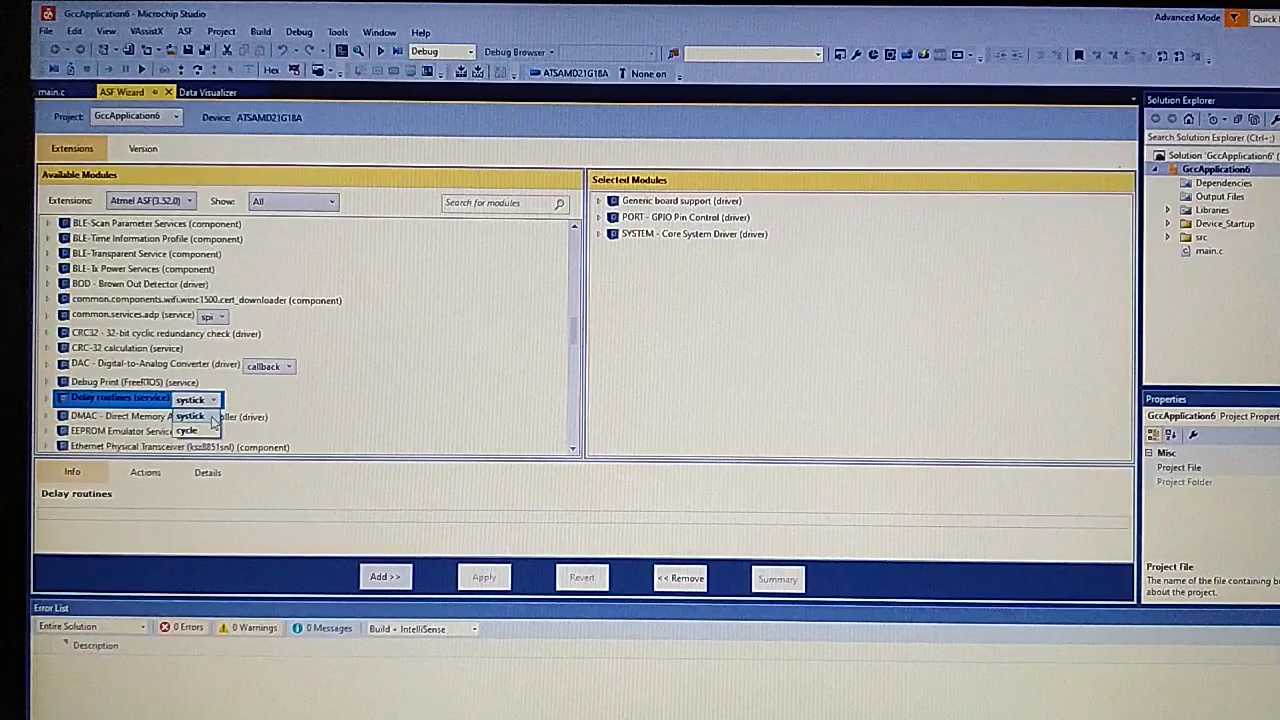 GccApplication6 - Microchip Studio
Advanced Mode
Quick
File Edit View VAssistX ASF Project Build Debug Tools Window Help
Debug
Debug Browser
Hex
ATSAMD21G18A
None on
main.c
ASF Wizard
Data Visualizer
Project: GccApplication6
Device: ATSAMD21G18A
Extensions
Version
Available Modules
Extensions: Atmel ASF(3.52.0)
Show: All
Search for modules
BLE-Scan Parameter Services (component)
BLE-Time Information Profile (component)
BLE-Transparent Service (component)
BLE-Tx Power Services (component)
BOD - Brown Out Detector (driver)
common.components.wifi.winc1500.cert_downloader (component)
common.services.adp (service) spi
CRC32 - 32-bit cyclic redundancy check (driver)
CRC-32 calculation (service)
DAC - Digital-to-Analog Converter (driver) callback
Debug Print (FreeRTOS) (service)
Delay routines (service) systick
DMAC - Direct Memory A
systick
ller (driver)
EEPROM Emulator Service
cycle
Ethernet Physical Transceiver (ksz8851snl) (component)
Selected Modules
Generic board support (driver)
PORT - GPIO Pin Control (driver)
SYSTEM - Core System Driver (driver)
Info
Actions
Details
Delay routines
Add >>
Apply
Revert
<< Remove
Summary
Error List
Entire Solution
0 Errors
0 Warnings
0 Messages
Build + IntelliSense
Description
Solution Explorer
Search Solution Explorer (Ctrl+;)
Solution 'GccApplication6' (
GccApplication6
Dependencies
Output Files
Libraries
Device_Startup
src
main.c
Properties
GccApplication6 Project Propert
Misc
Project File
Project Folder
Project File
The name of the file containing bu
about the project.